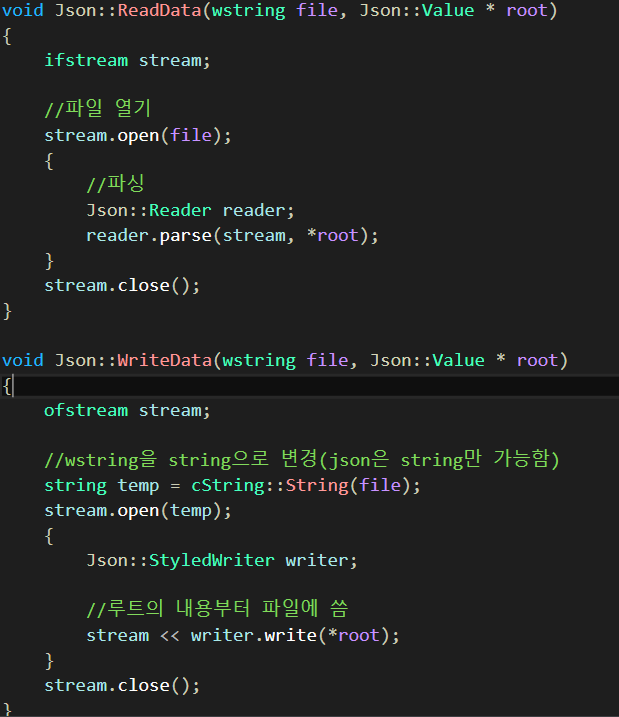 void Json::ReadData(wstring file, Json::Value * root)
{
    ifstream stream;

    //파일 열기
    stream.open(file);
    {
        //파싱
        Json::Reader reader;
        reader.parse(stream, *root);
    }
    stream.close();
}

void Json::WriteData(wstring file, Json::Value * root)
{
    ofstream stream;

    //wstring을 string으로 변경(json은 string만 가능함)
    string temp = cString::String(file);
    stream.open(temp);
    {
        Json::StyledWriter writer;

        //루트의 내용부터 파일에 씀
        stream << writer.write(*root);
    }
    stream.close();
}